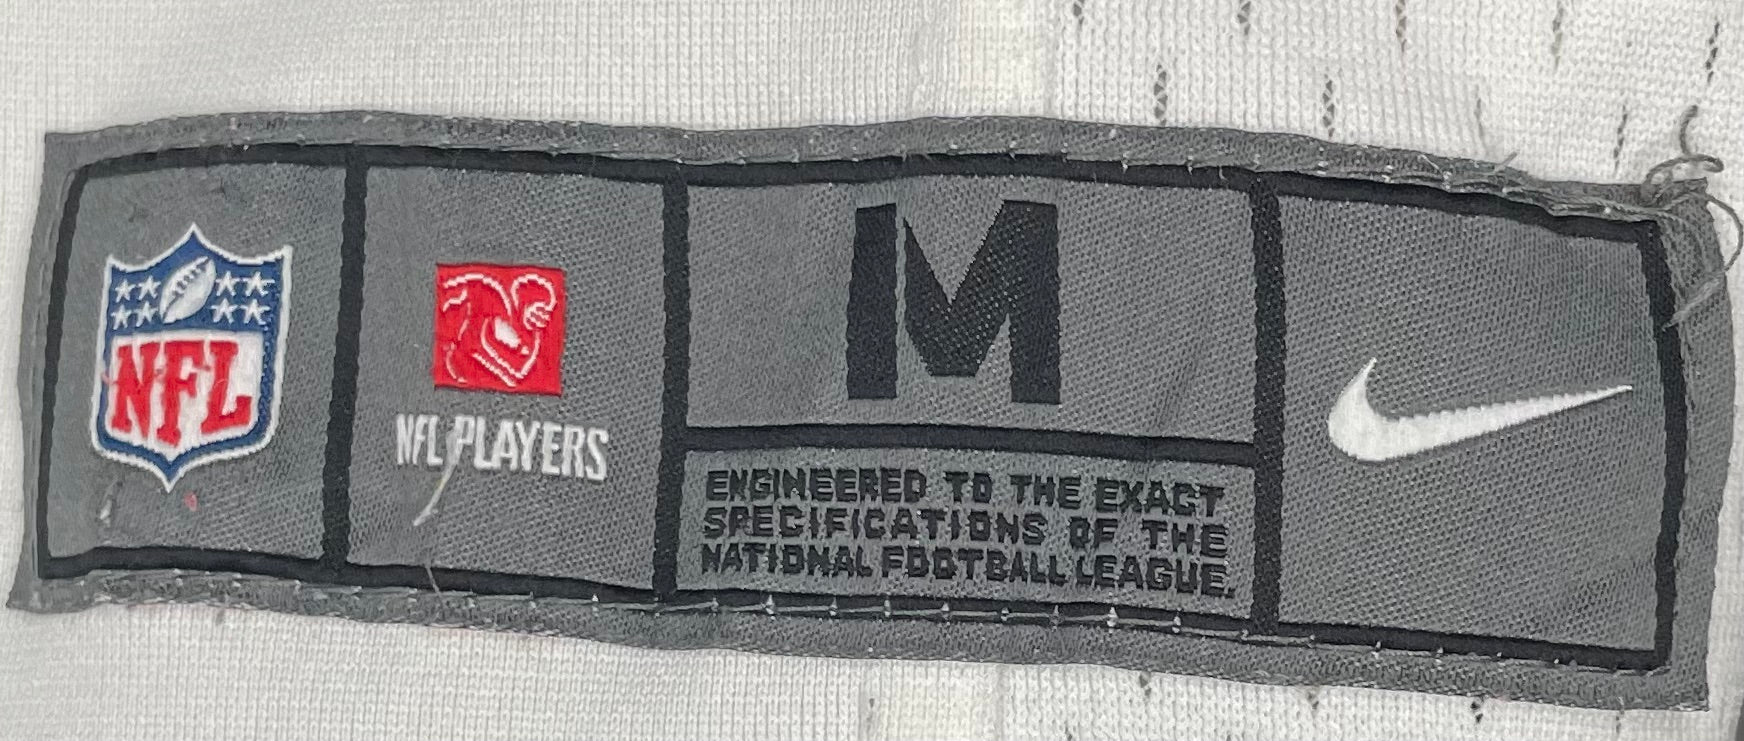 NFL
NFL PLAYERS
M
ENGINEERED TO THE EXACT
SPECIFICATIONS OF THE
NATIONAL FOOTBALL LEAGUE.